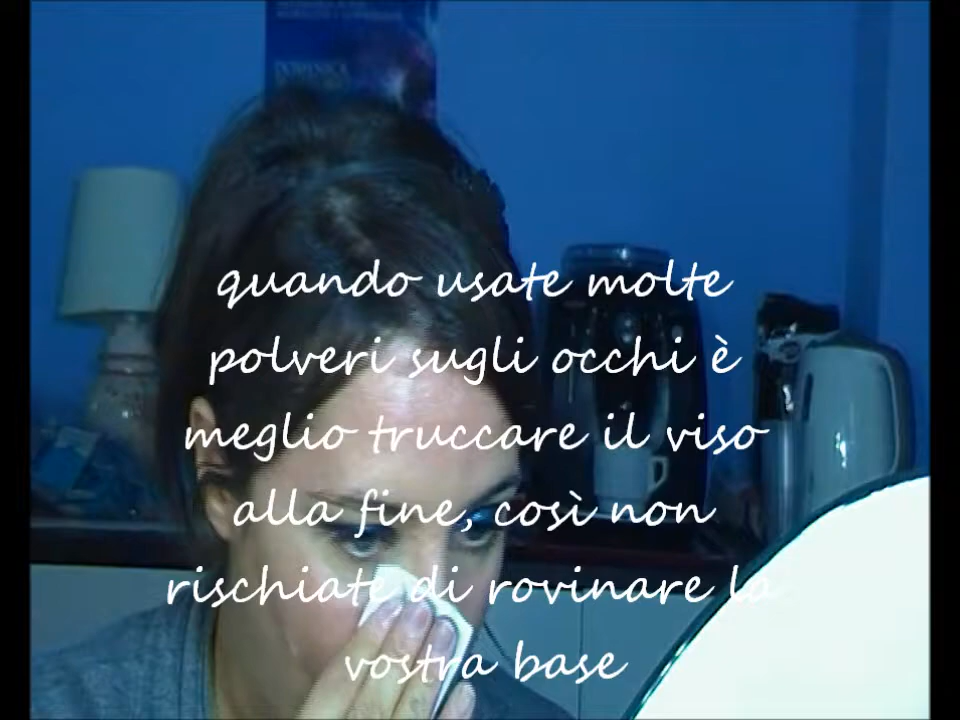 quando usate molte
polveri sugli occhi è
meglio truccare il viso
alla fine, così non
rischiate di rovinare la
vostra base